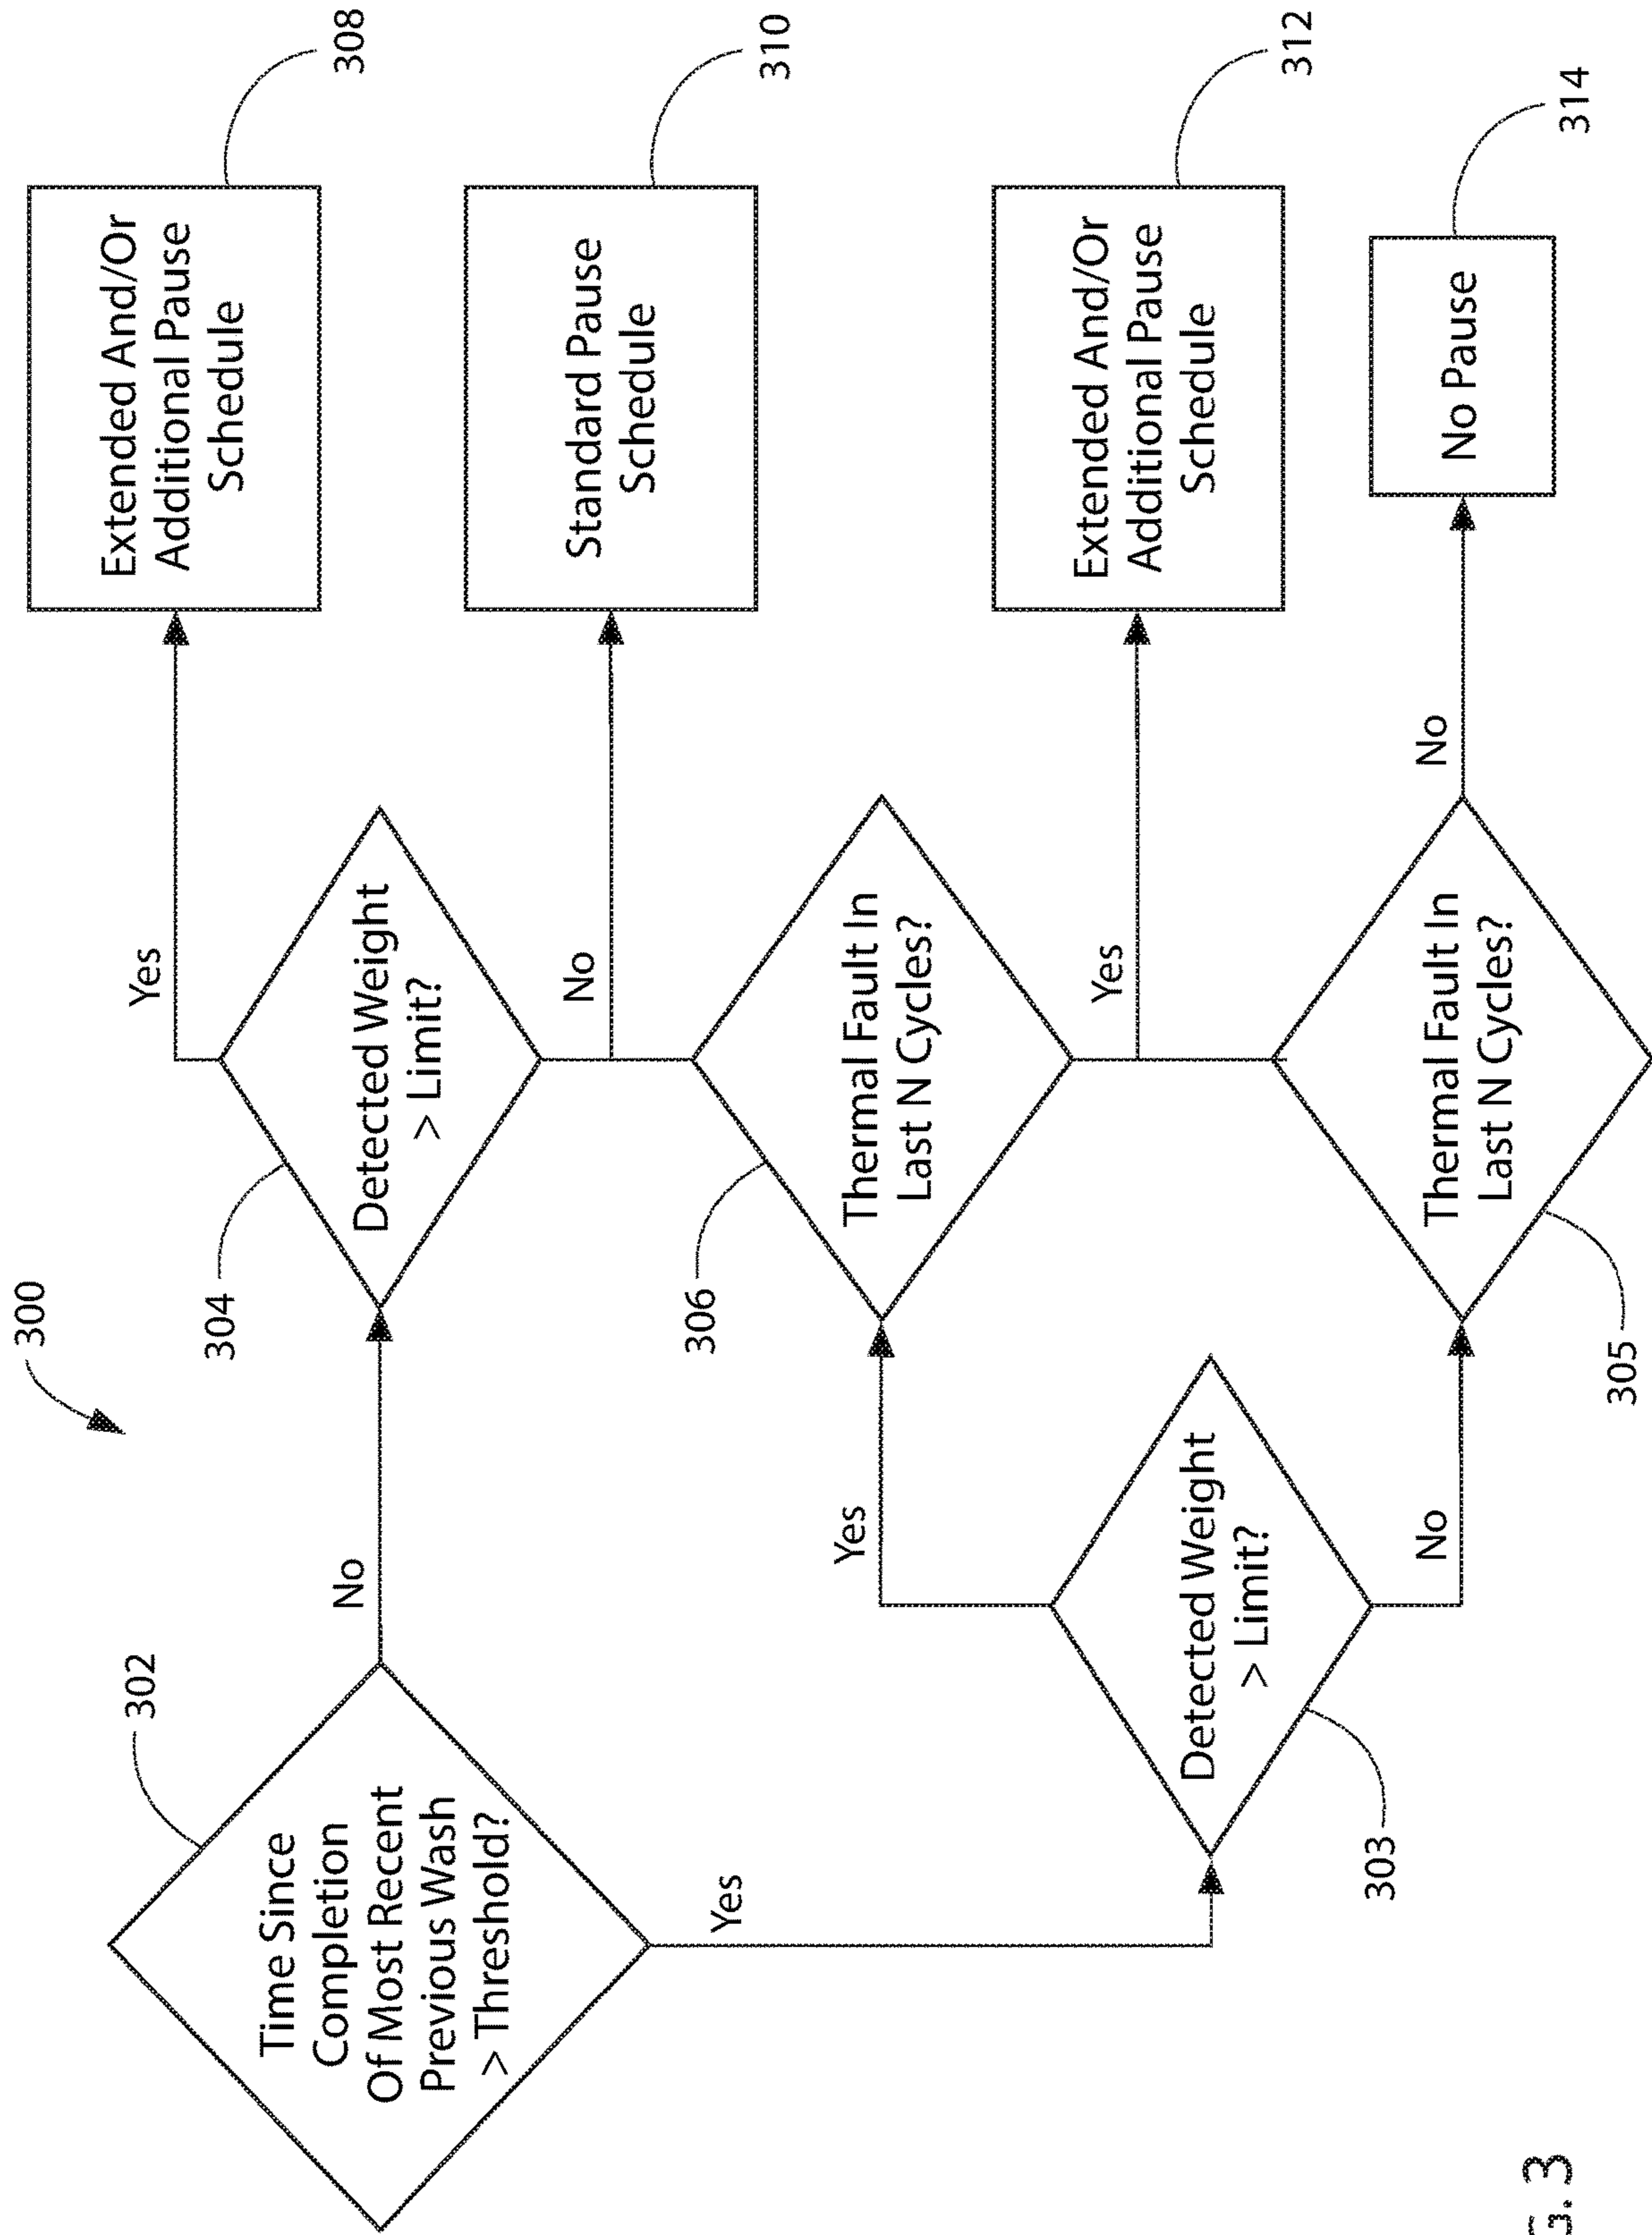 300
302
Time Since
Completion
Of Most Recent
Previous Wash
> Threshold?
No
Yes
304
Detected Weight
> Limit?
Yes
No
Extended And/Or
Additional Pause
Schedule
308
Standard Pause
Schedule
310
303
Detected Weight
> Limit?
Yes
No
306
Thermal Fault In
Last N Cycles?
Yes
Extended And/Or
Additional Pause
Schedule
312
305
Thermal Fault In
Last N Cycles?
No
No Pause
314
G. 3